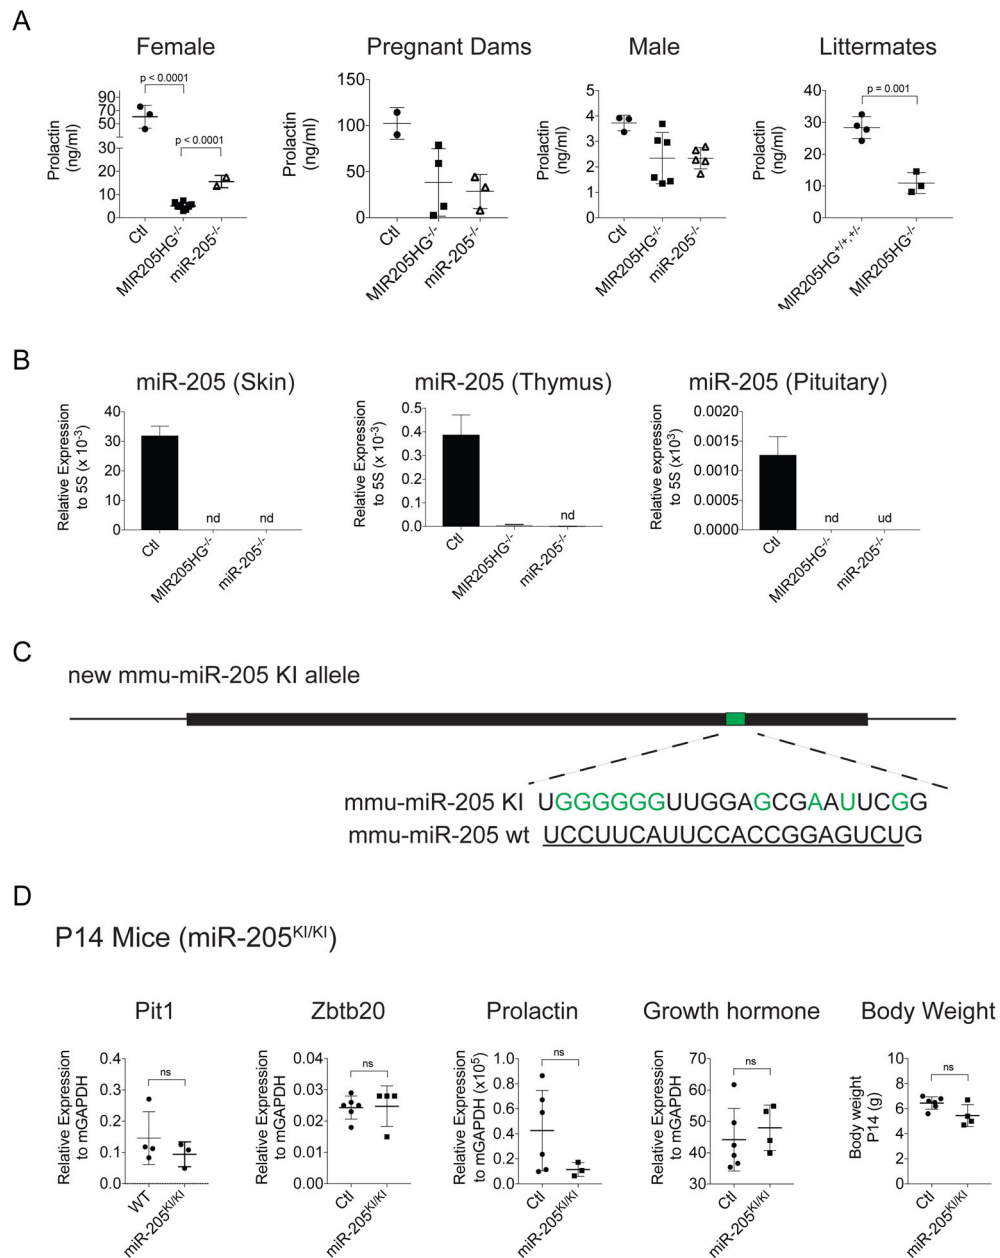 A
Female
Prolactin
(ng/ml)
90
70
50
30
20
10
0
p < 0.0001
p < 0.0001
Ctl
MIR205HG-/-
miR-205-/-
Pregnant Dams
Prolactin
(ng/ml)
150
100
50
0
Ctl
MIR205HG-/-
miR-205-/-
Male
Prolactin
(ng/ml)
5
4
3
2
1
0
Ctl
MIR205HG-/-
miR-205-/-
Littermates
Prolactin
(ng/ml)
40
30
20
10
0
p = 0.001
MIR205HG+/+,+/-
MIR205HG-/-
B
miR-205 (Skin)
Relative Expression
to 5S (x 10-3)
40
30
20
10
0
nd
nd
Ctl
MIR205HG-/-
miR-205-/-
miR-205 (Thymus)
Relative Expression
to 5S (x 10-3)
0.5
0.4
0.3
0.2
0.1
0.0
nd
Ctl
MIR205HG-/-
miR-205-/-
miR-205 (Pituitary)
Relative expression
to 5S (x103)
0.0020
0.0015
0.0010
0.0005
0.0000
nd
ud
Ctl
MIR205HG-/-
miR-205-/-
C
new mmu-miR-205 KI allele
mmu-miR-205 KI UGGGGGGUUGGAGCGAAUUCGG
mmu-miR-205 wt UCCUUCAUUCCACCGGAGUCUG
D
P14 Mice (miR-205KI/KI)
Pit1
Relative Expression
to mGAPDH
0.4
0.3
0.2
0.1
0.0
ns
WT
miR-205KI/KI
Zbtb20
Relative Expression
to mGAPDH
0.04
0.03
0.02
0.01
0.00
ns
Ctl
miR-205KI/KI
Prolactin
Relative Expression
to mGAPDH (x105)
1.0
0.8
0.6
0.4
0.2
0.0
ns
Ctl
miR-205KI/KI
Growth hormone
Relative Expression
to mGAPDH
70
60
50
40
30
ns
Ctl
miR-205KI/KI
Body Weight
Body weight
P14 (g)
10
8
6
4
2
0
ns
Ctl
miR-205KI/KI